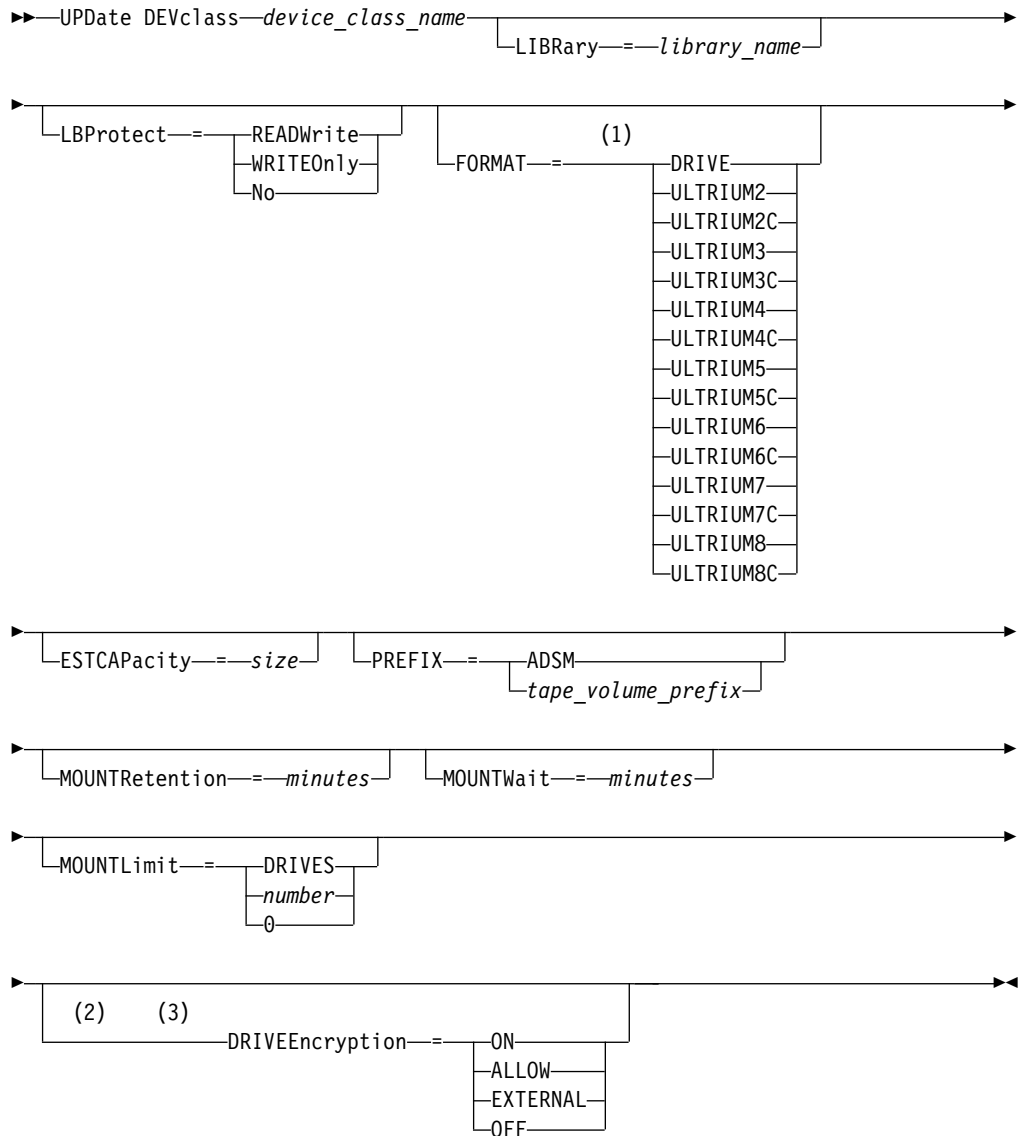 UPDate DEVclass device_class_name
LIBRary = library_name
LBProtect = READWrite
WRITEOnly
No
(1)
FORMAT = DRIVE
ULTRIUM2
ULTRIUM2C
ULTRIUM3
ULTRIUM3C
ULTRIUM4
ULTRIUM4C
ULTRIUM5
ULTRIUM5C
ULTRIUM6
ULTRIUM6C
ULTRIUM7
ULTRIUM7C
ULTRIUM8
ULTRIUM8C
ESTCAPacity = size
PREFIX = ADSM
tape_volume_prefix
MOUNTRetention = minutes
MOUNTWait = minutes
MOUNTLimit = DRIVES
number
0
(2) (3)
DRIVEEncryption = ON
ALLOW
EXTERNAL
OFF